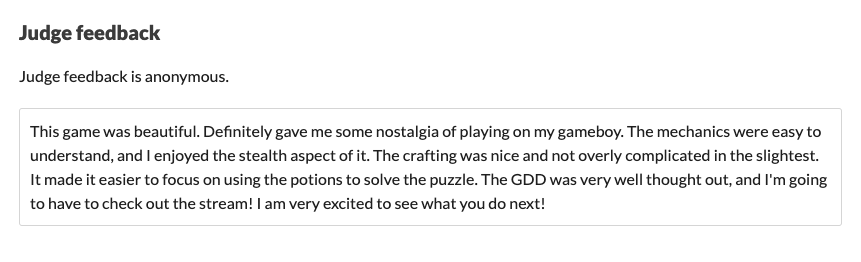 Judge feedback
Judge feedback is anonymous.
This game was beautiful. Definitely gave me some nostalgia of playing on my gameboy. The mechanics were easy to
understand, and I enjoyed the stealth aspect of it. The crafting was nice and not overly complicated in the slightest.
It made it easier to focus on using the potions to solve the puzzle. The GDD was very well thought out, and I'm going
to have to check out the stream! I am very excited to see what you do next!